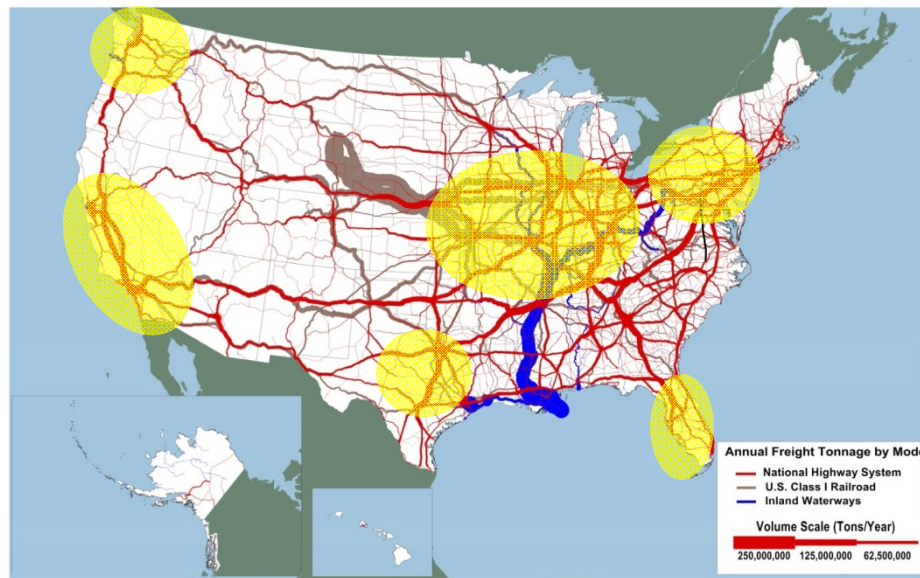 Annual Freight Tonnage by Mod
National Highway System
U.S. Class I Railroad
Inland Waterways
Volume Scale (Tons/Year)
250,000,000 125,000,000 62,500,000